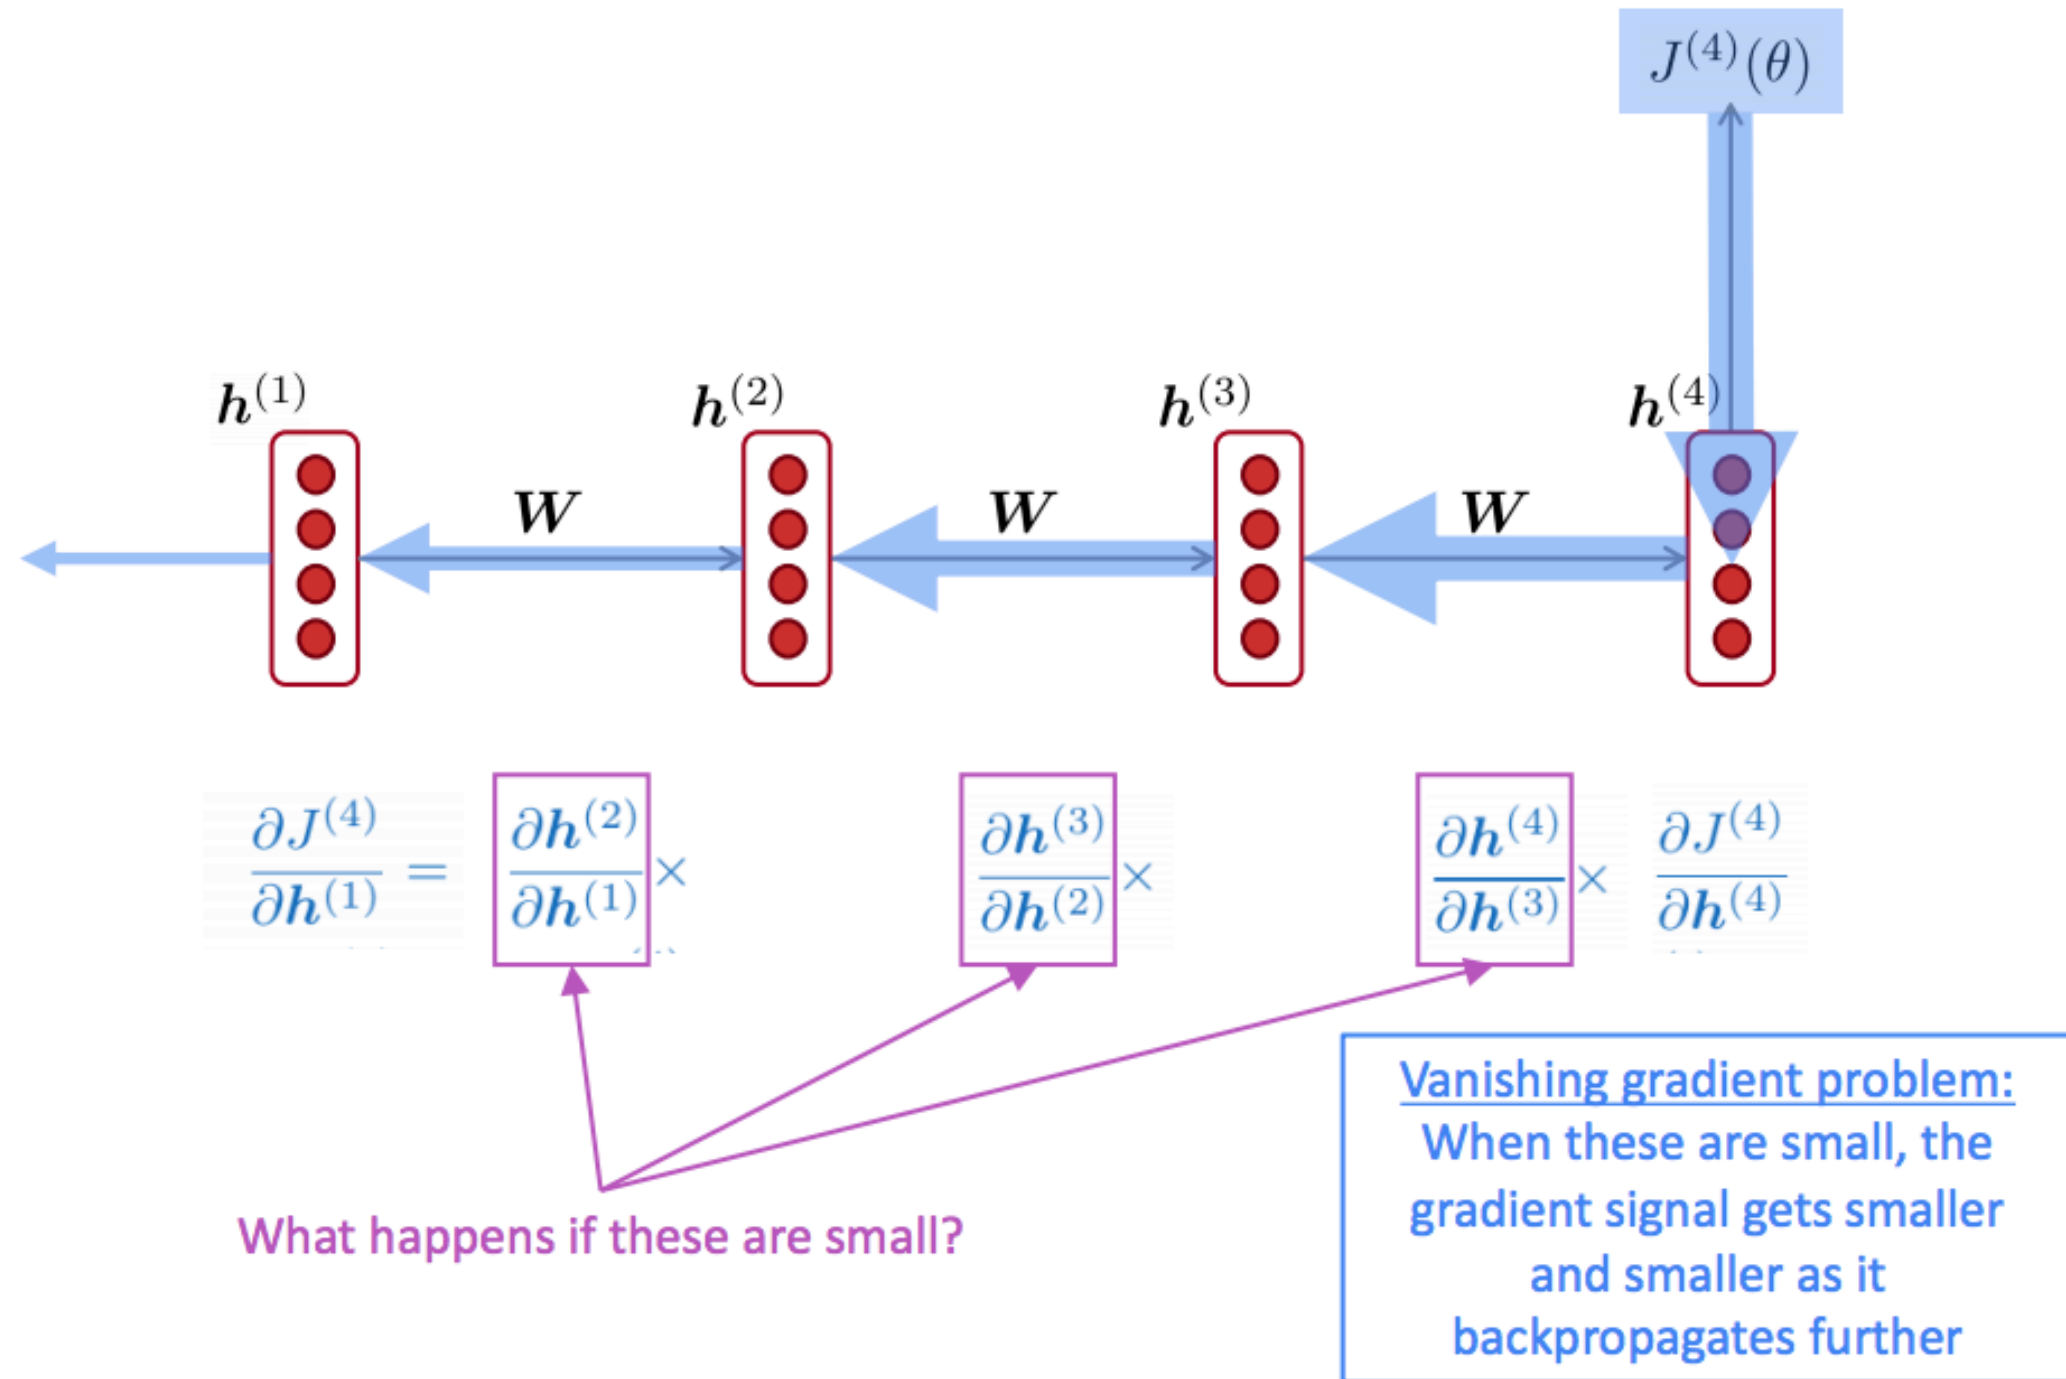 J^{(4)}(θ)
h^{(1)} h^{(2)} h^{(3)} h^{(4)}
W W W
∂J^{(4)}/∂h^{(1)} = ∂h^{(2)}/∂h^{(1)} × ∂h^{(3)}/∂h^{(2)} × ∂h^{(4)}/∂h^{(3)} × ∂J^{(4)}/∂h^{(4)}
What happens if these are small?
Vanishing gradient problem:
When these are small, the
gradient signal gets smaller
and smaller as it
backpropagates further